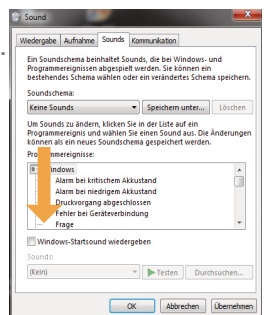 Sound
Wiedergabe Aufnahme Sounds Kommunikation
Ein Soundschema beinhaltet Sounds, die bei Windows- und
Programmereignissen abgespielt werden. Sie können ein
bestehendes Schema wählen oder ein verändertes Schema speichern.
Soundschema:
Keine Sounds Speichern unter... Löschen
Um Sounds zu ändern, klicken Sie in der Liste auf ein
Programmereignis und wählen Sie einen Sound aus. Die Änderungen
können als ein neues Soundschema gespeichert werden.
Programmereignisse:
Windows
Alarm bei kritischem Akkustand
Alarm bei niedrigem Akkustand
Druckvorgang abgeschlossen
Fehler bei Geräteverbindung
Frage
Windows-Startsound wiedergeben
Sounds:
(Kein) Testen Durchsuchen...
OK Abbrechen Übernehmen